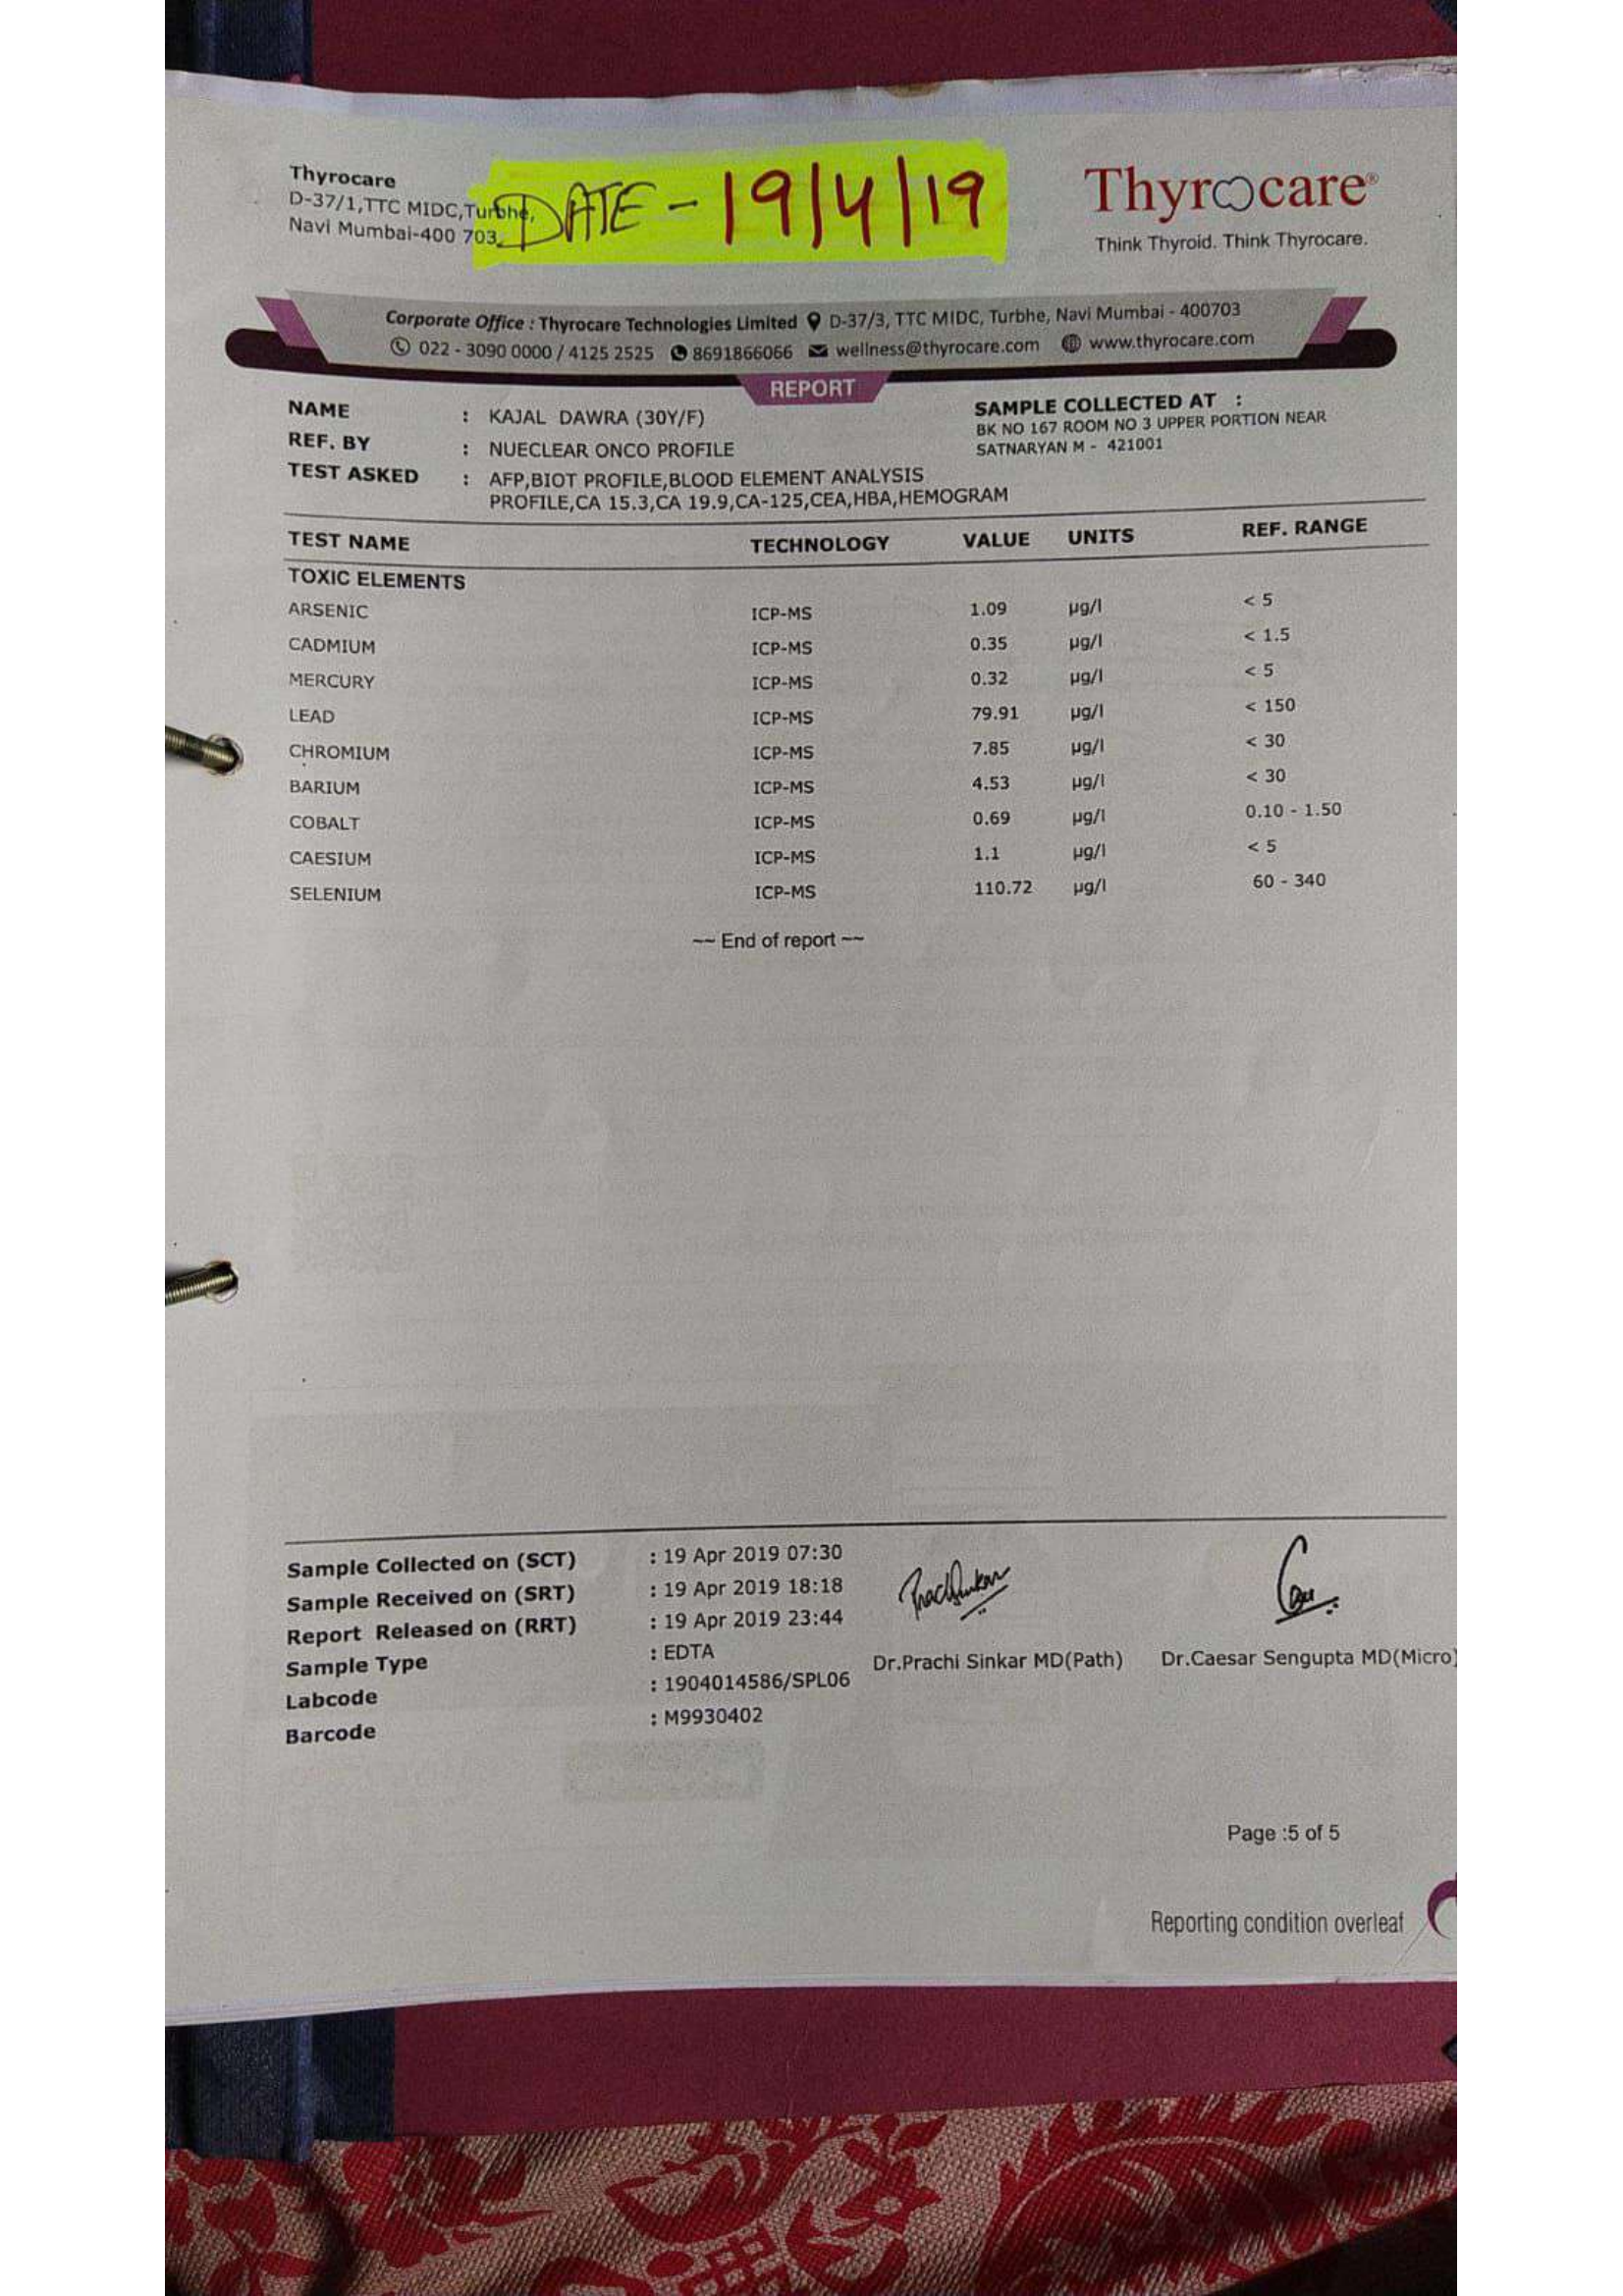 Thyrocare
D-37/1,TTC MIDC,Turbhe,
Navi Mumbai-400 703
DATE - 19/4/19
Thyrocare®
Think Thyroid. Think Thyrocare.
Corporate Office : Thyrocare Technologies Limited D-37/3, TTC MIDC, Turbhe, Navi Mumbai - 400703
022 - 3090 0000 / 4125 2525 8691866066 wellness@thyrocare.com www.thyrocare.com
REPORT
NAME : KAJAL DAWRA (30Y/F)
REF. BY : NUECLEAR ONCO PROFILE
TEST ASKED : AFP,BIOT PROFILE,BLOOD ELEMENT ANALYSIS
PROFILE,CA 15.3,CA 19.9,CA-125,CEA,HBA,HEMOGRAM
SAMPLE COLLECTED AT :
BK NO 167 ROOM NO 3 UPPER PORTION NEAR
SATNARYAN M - 421001
TEST NAME TECHNOLOGY VALUE UNITS REF. RANGE
TOXIC ELEMENTS
ARSENIC ICP-MS 1.09 µg/l < 5
CADMIUM ICP-MS 0.35 µg/l < 1.5
MERCURY ICP-MS 0.32 µg/l < 5
LEAD ICP-MS 79.91 µg/l < 150
CHROMIUM ICP-MS 7.85 µg/l < 30
BARIUM ICP-MS 4.53 µg/l < 30
COBALT ICP-MS 0.69 µg/l 0.10 - 1.50
CAESIUM ICP-MS 1.1 µg/l < 5
SELENIUM ICP-MS 110.72 µg/l 60 - 340
~~ End of report ~~
Sample Collected on (SCT) : 19 Apr 2019 07:30
Sample Received on (SRT) : 19 Apr 2019 18:18
Report Released on (RRT) : 19 Apr 2019 23:44
Sample Type : EDTA
Labcode : 1904014586/SPL06
Barcode : M9930402
Dr.Prachi Sinkar MD(Path) Dr.Caesar Sengupta MD(Micro)
Page :5 of 5
Reporting condition overleaf